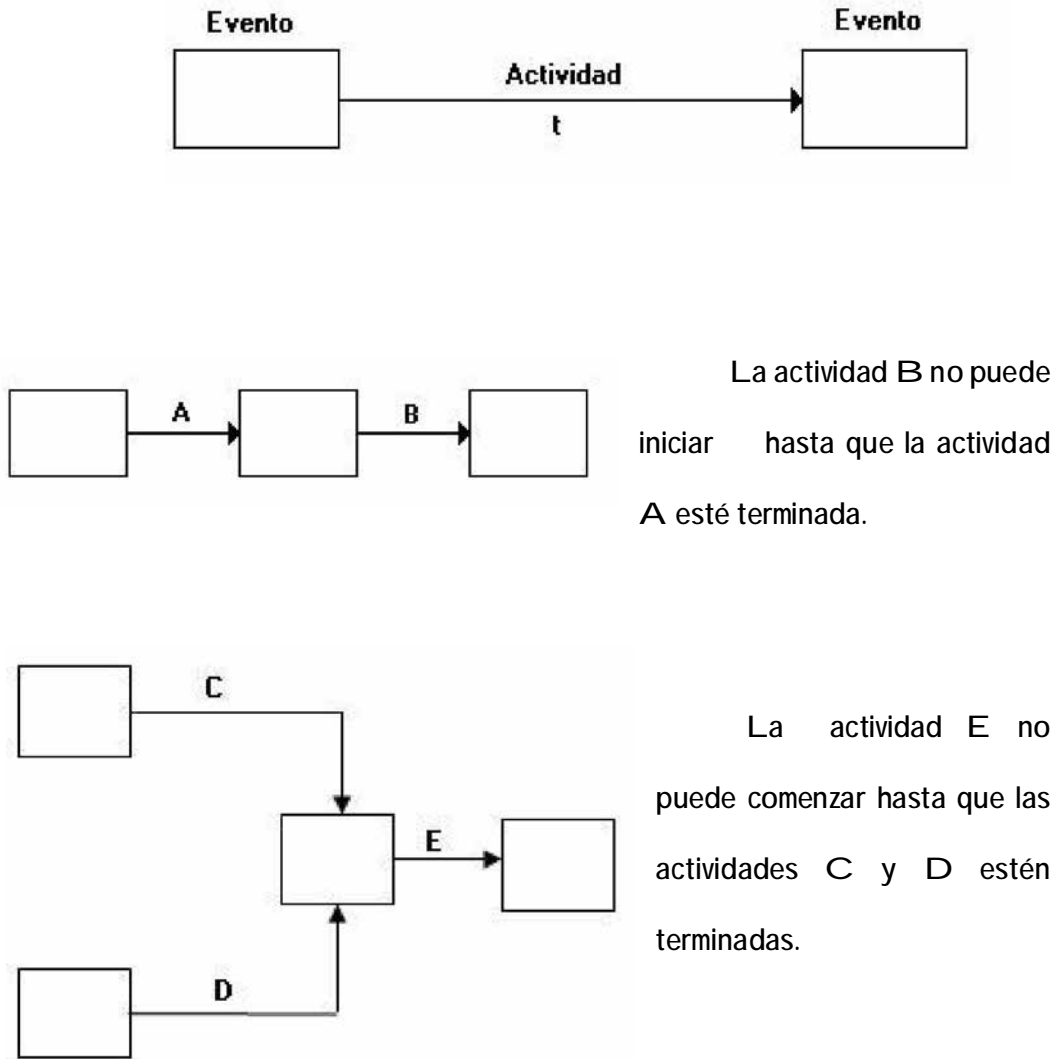 Evento
Evento
Actividad
t
A
B
La actividad B no puede
iniciar hasta que la actividad
A esté terminada.
C
E
D
La actividad E no
puede comenzar hasta que las
actividades C y D estén
terminadas.